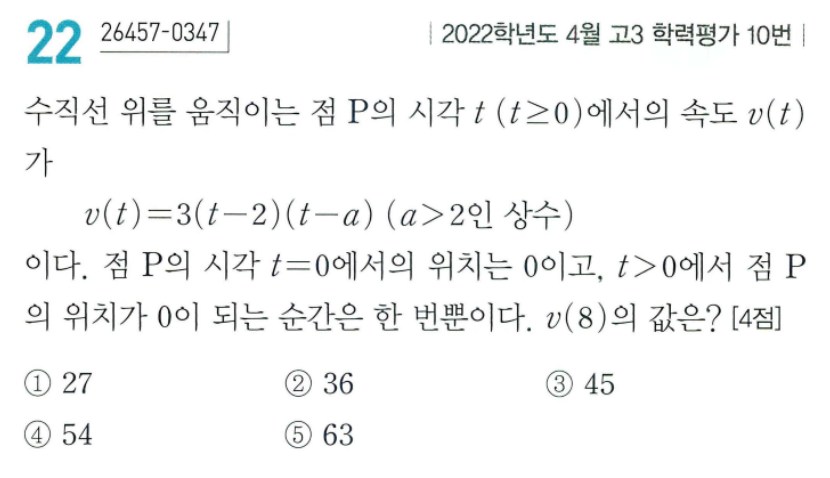 22 26457-0347 | 2022학년도 4월 고3 학력평가 10번 |
수직선 위를 움직이는 점 P의 시각 t (t≥0)에서의 속도 v(t)
가
v(t)=3(t-2)(t-a) (a>2인 상수)
이다. 점 P의 시각 t=0에서의 위치는 0이고, t>0에서 점 P
의 위치가 0이 되는 순간은 한 번뿐이다. v(8)의 값은? [4점]
① 27 ② 36 ③ 45
④ 54 ⑤ 63